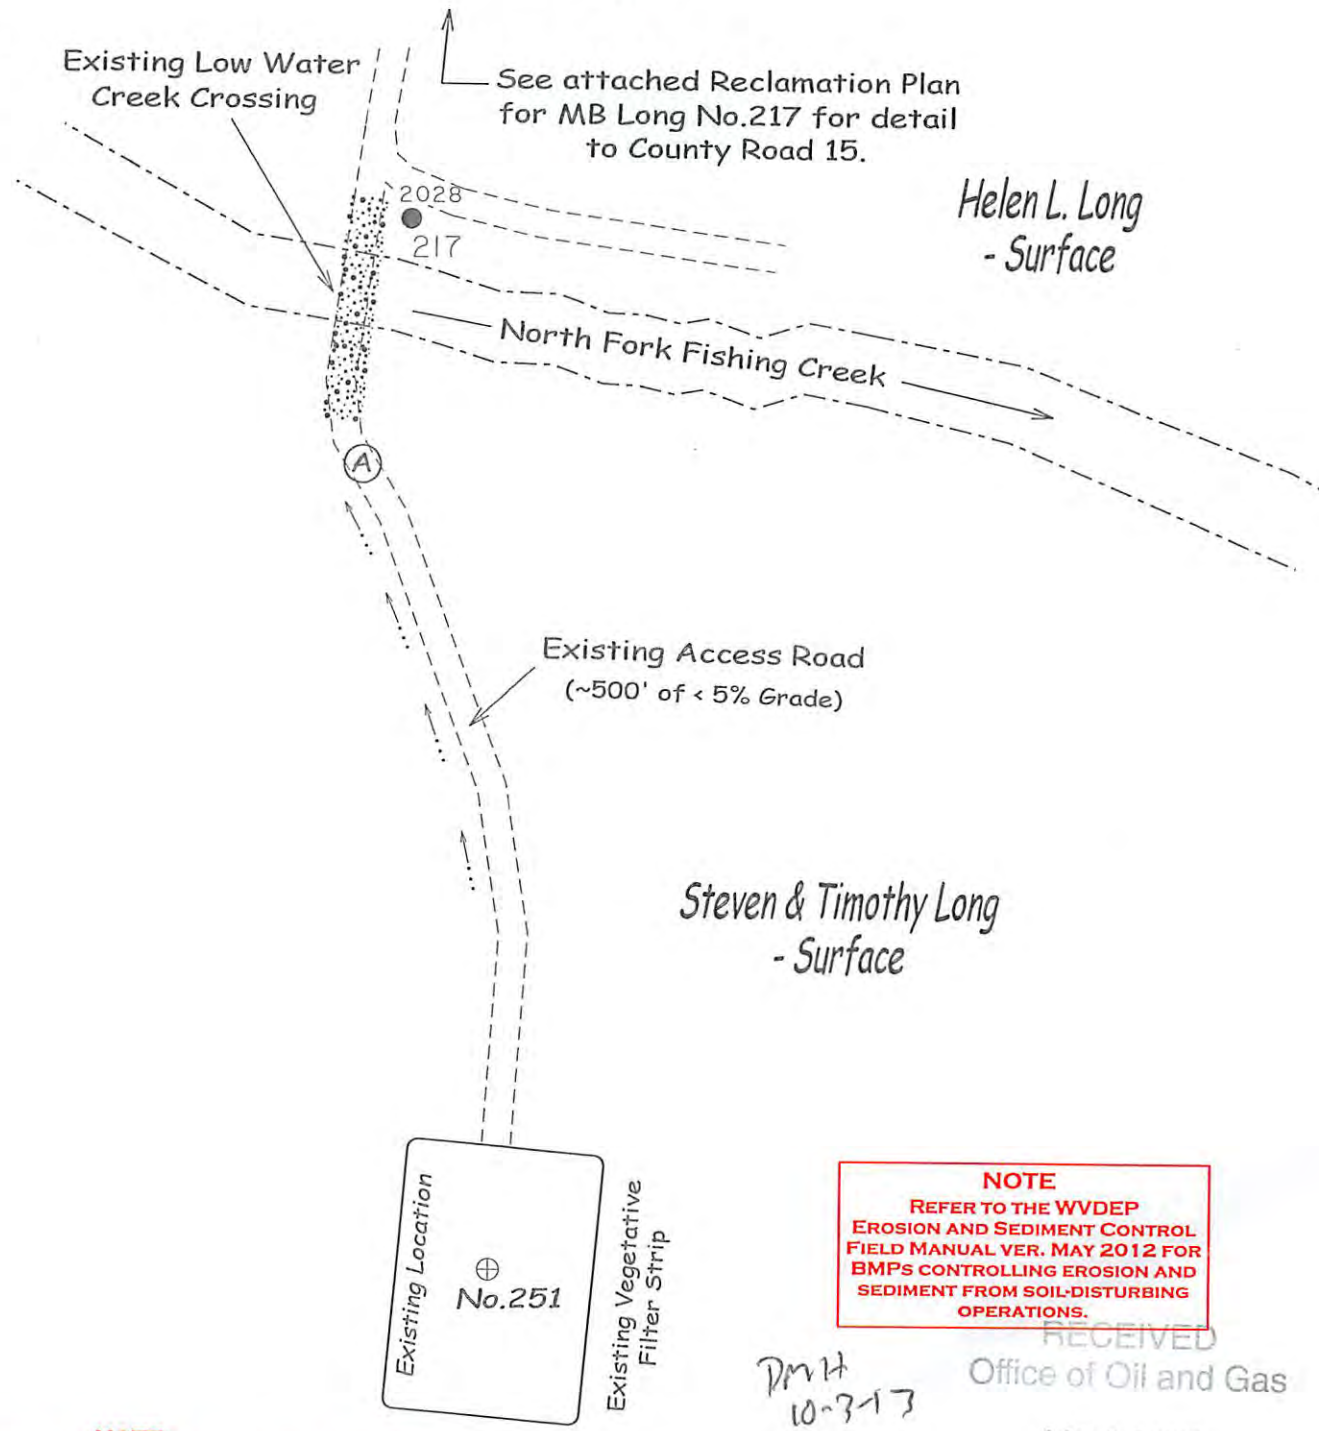 Existing Low Water
Creek Crossing
See attached Reclamation Plan
for MB Long No.217 for detail
to County Road 15.
2028
217
Helen L. Long
- Surface
North Fork Fishing Creek
A
Existing Access Road
(~500' of < 5% Grade)
Steven & Timothy Long
- Surface
Existing Location
No.251
Existing Vegetative
Filter Strip
NOTE
REFER TO THE WVDEP
EROSION AND SEDIMENT CONTROL
FIELD MANUAL VER. MAY 2012 FOR
BMPS CONTROLLING EROSION AND
SEDIMENT FROM SOIL-DISTURBING
OPERATIONS.
RECEIVED
Office of Oil and Gas
DMH
10-3-13